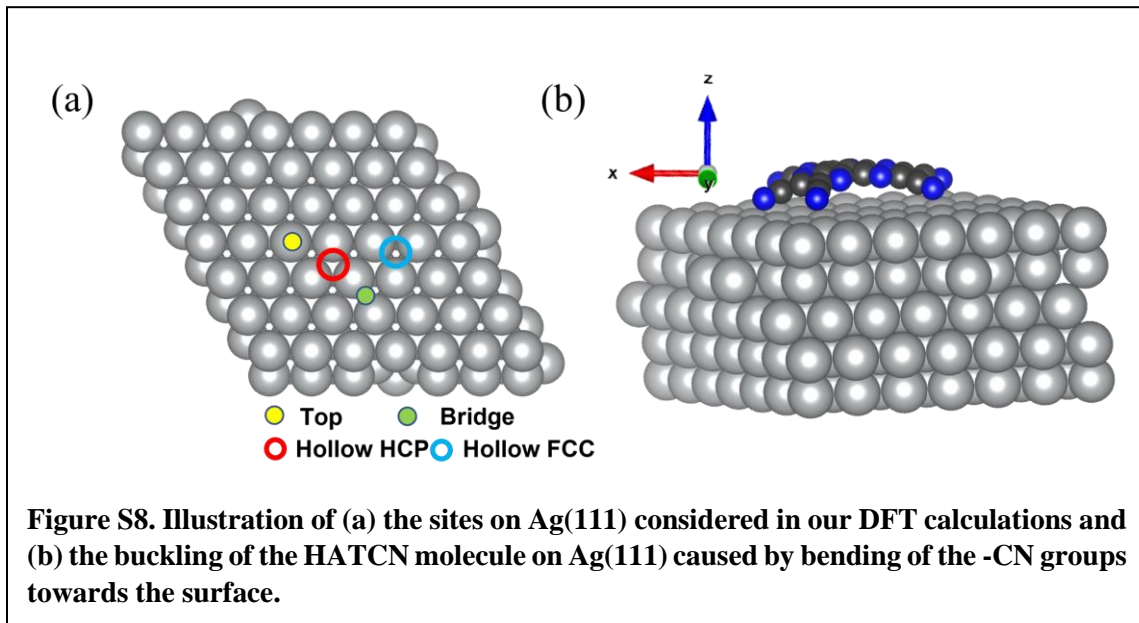 (a)
(b)
z
x
y
Top
Bridge
Hollow HCP
Hollow FCC
Figure S8. Illustration of (a) the sites on Ag(111) considered in our DFT calculations and
(b) the buckling of the HATCN molecule on Ag(111) caused by bending of the -CN groups
towards the surface.